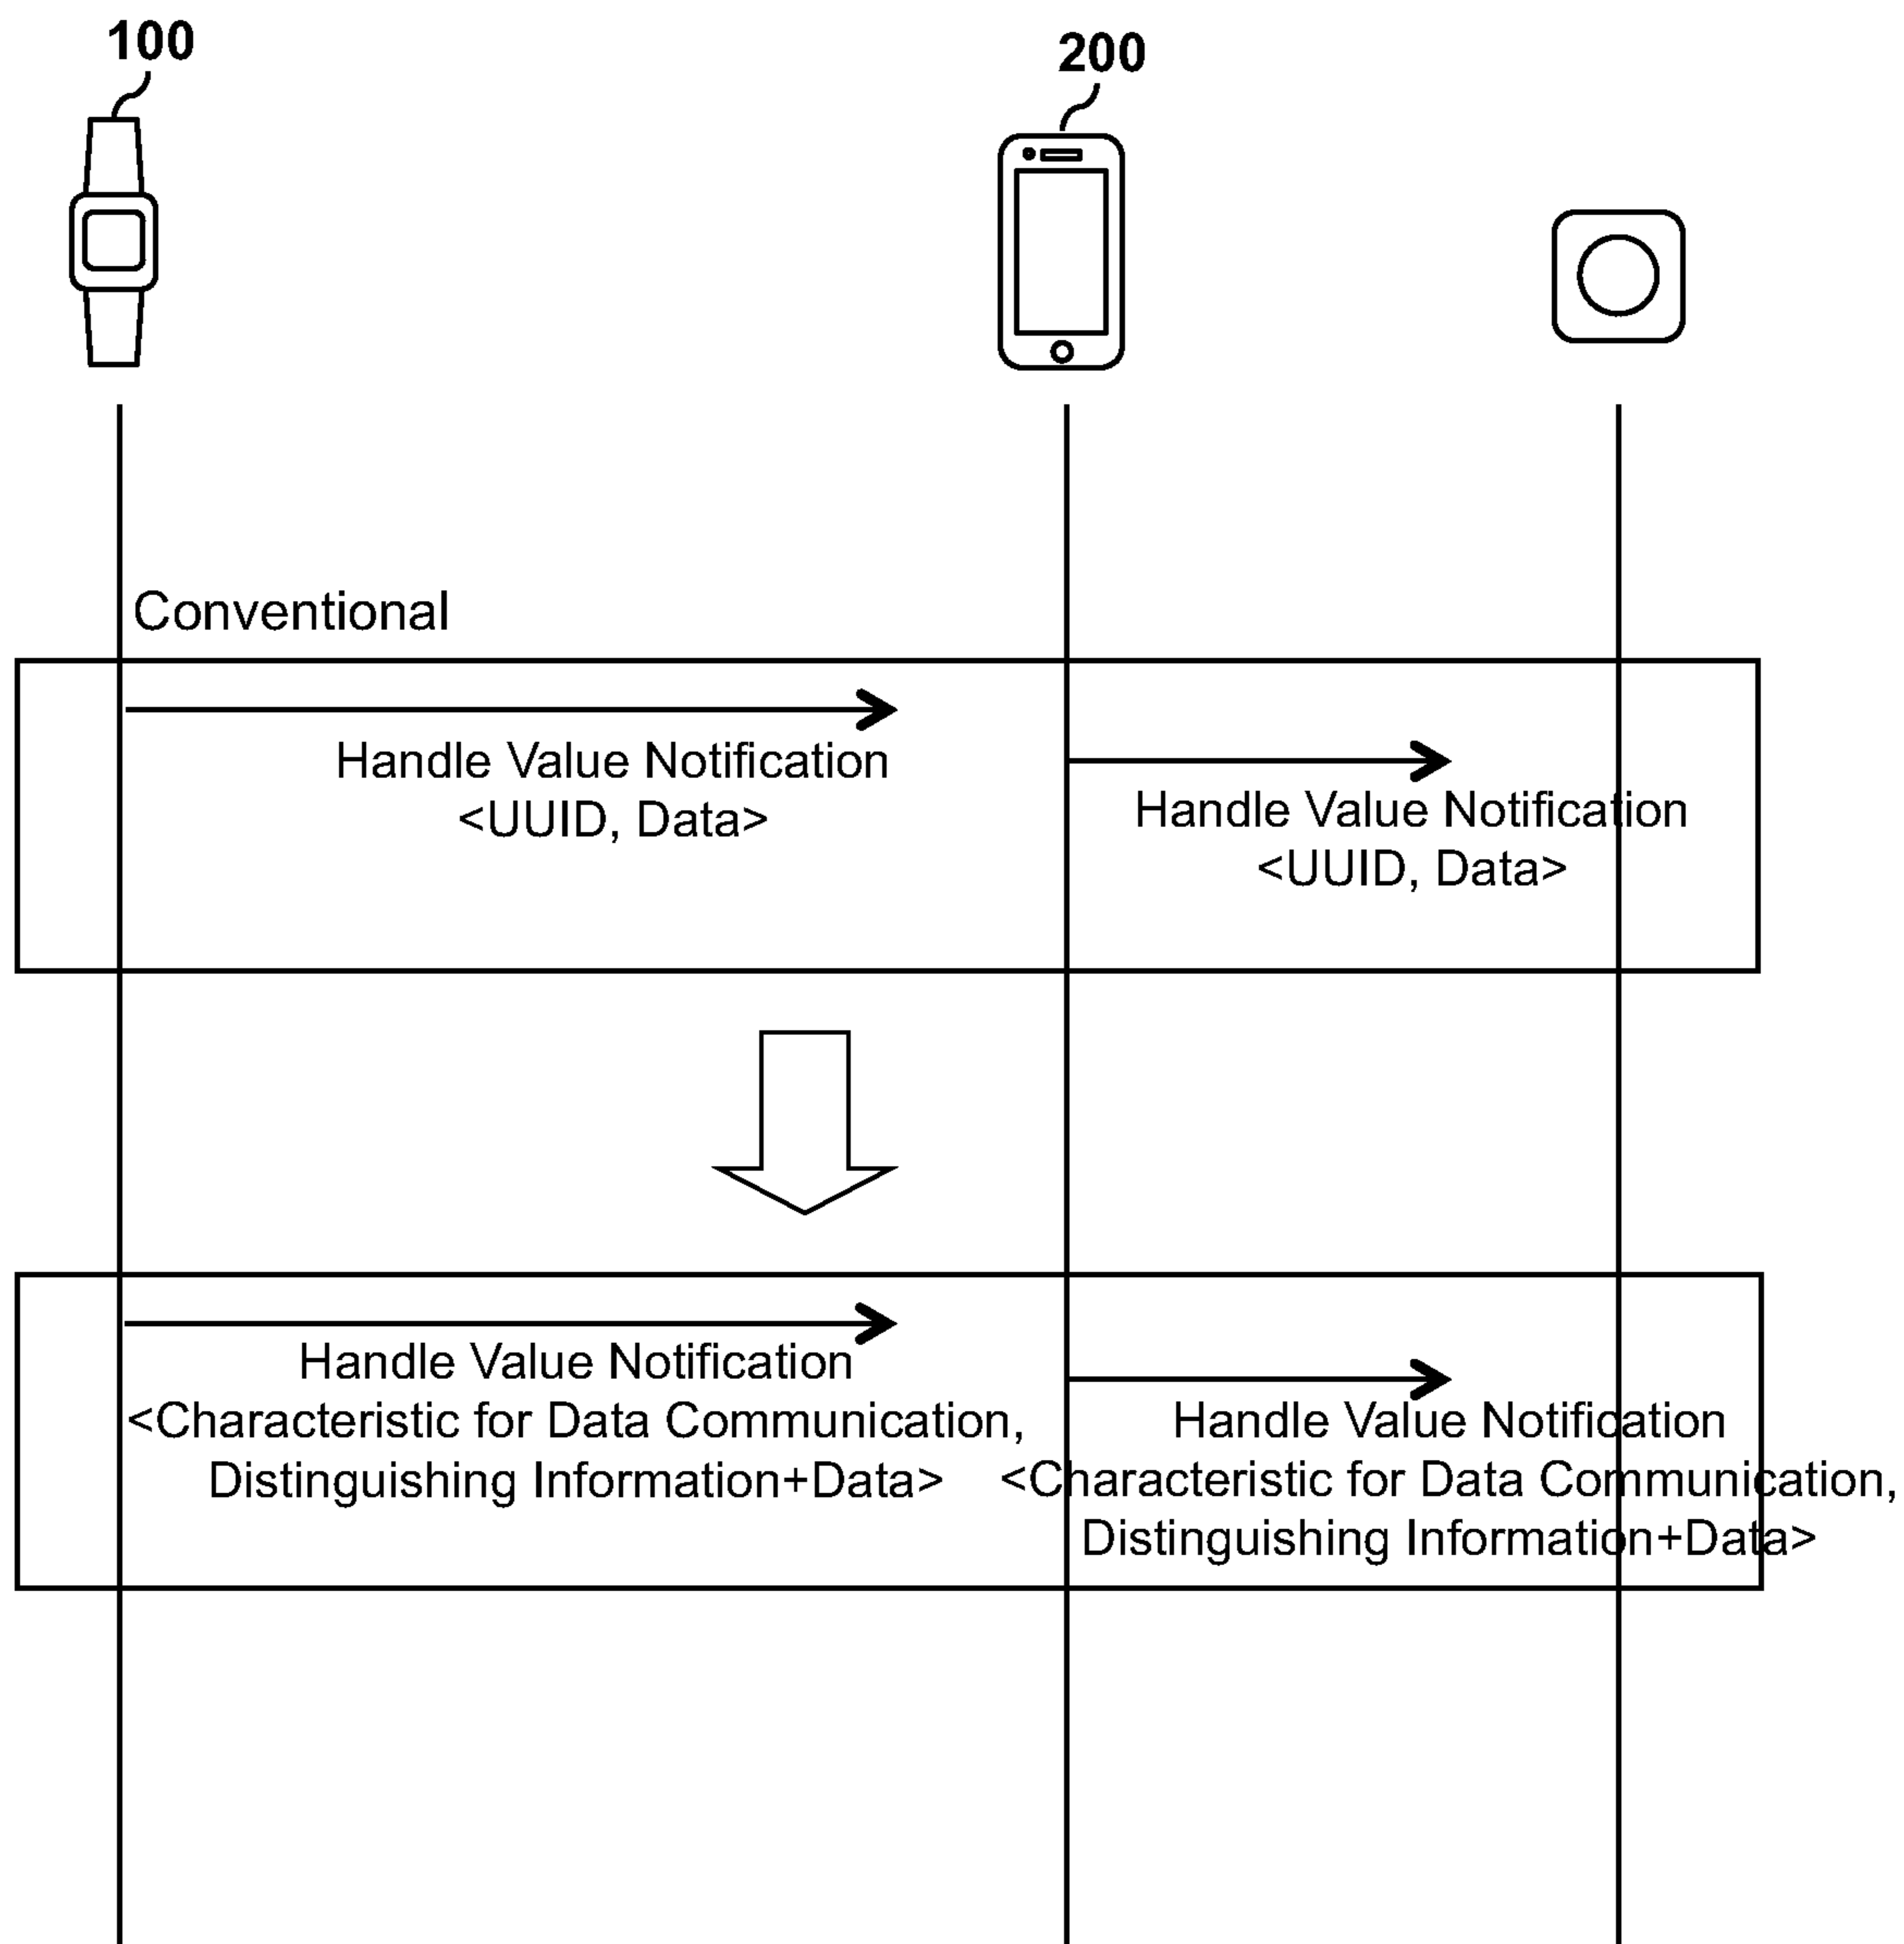 100
200
Conventional
Handle Value Notification
<UUID, Data>
Handle Value Notification
<UUID, Data>
Handle Value Notification
<Characteristic for Data Communication,
Distinguishing Information+Data>
Handle Value Notification
<Characteristic for Data Communication,
Distinguishing Information+Data>